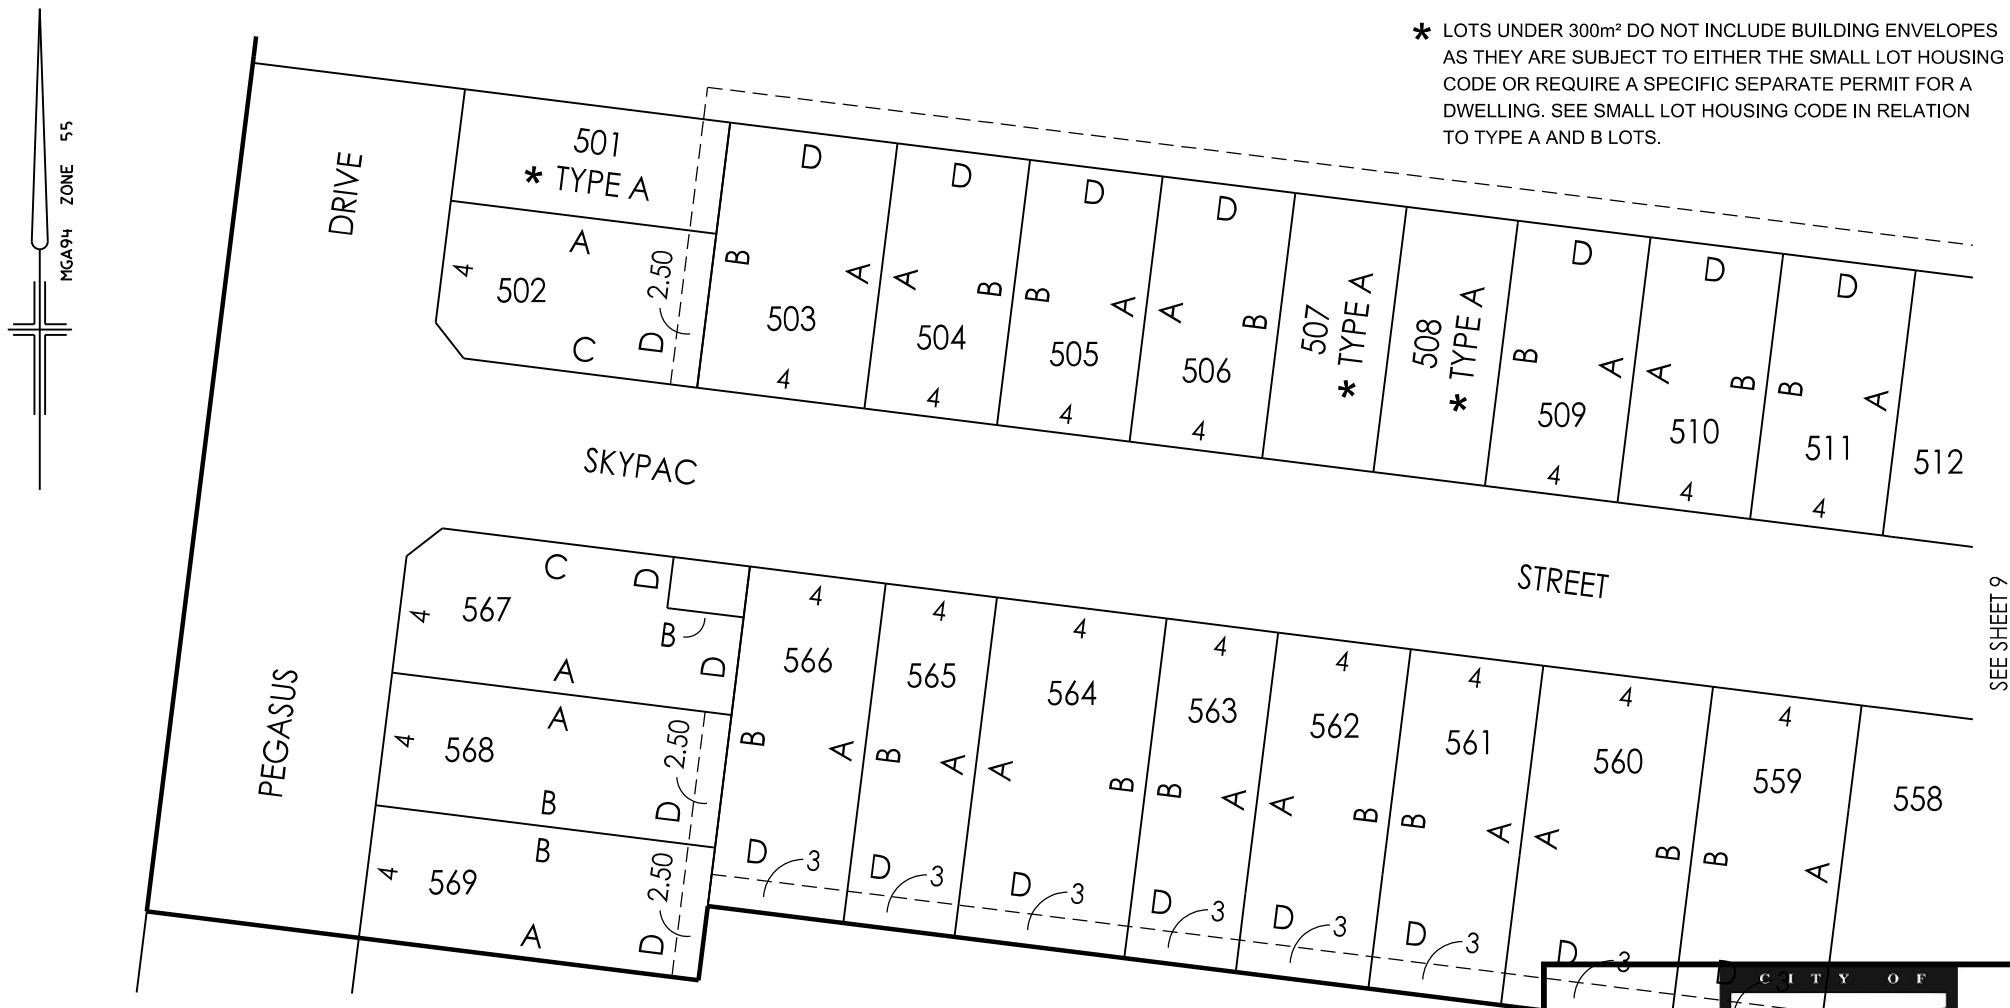 * LOTS UNDER 300m² DO NOT INCLUDE BUILDING ENVELOPES
AS THEY ARE SUBJECT TO EITHER THE SMALL LOT HOUSING
CODE OR REQUIRE A SPECIFIC SEPARATE PERMIT FOR A
DWELLING. SEE SMALL LOT HOUSING CODE IN RELATION
TO TYPE A AND B LOTS.
MGA94 ZONE 55
DRIVE
501
* TYPE A
A
4
502
2.50
D
C
D
B
A
503
4
D
A
B
504
4
D
B
A
505
4
D
A
B
506
4
507
* TYPE A
508
* TYPE A
D
B
A
509
4
D
A
B
510
4
D
B
A
511
4
512
SKYPAC
STREET
SEE SHEET 9
PEGASUS
C
D
4
567
B
D
A
A
4
568
2.50
D
B
B
4
569
2.50
D
A
4
566
B
A
D
3
4
565
B
A
D
3
4
564
A
B
D
3
4
563
B
A
D
3
4
562
A
B
D
3
4
561
B
A
D
3
4
560
A
B
D
3
4
559
B
A
D
3
558
CITY OF